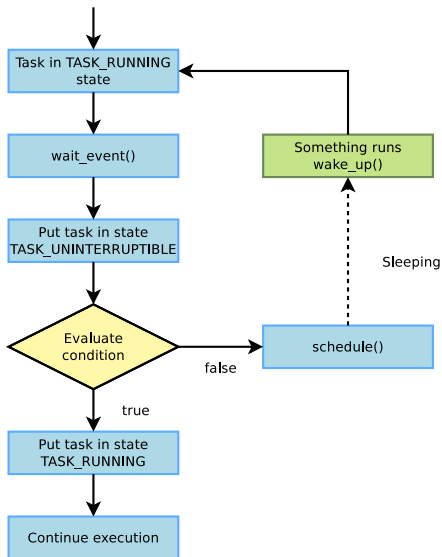 Task in TASK_RUNNING
state
wait_event()
Something runs
wake_up()
Put task in state
TASK_UNINTERRUPTIBLE
Sleeping
Evaluate
condition
schedule()
false
true
Put task in state
TASK_RUNNING
Continue execution